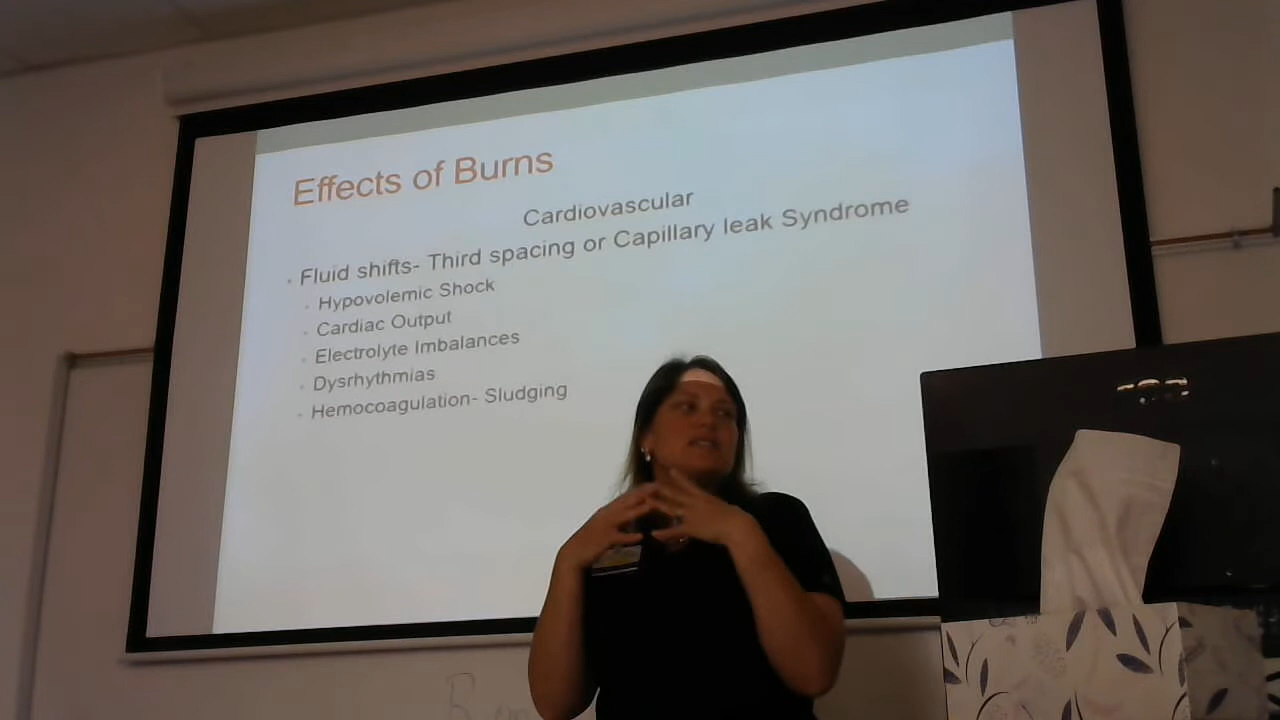 Effects of Burns
Cardiovascular
Fluid shifts- Third spacing or Capillary leak Syndrome
Hypovolemic Shock
Cardiac Output
Electrolyte Imbalances
Dysrhythmias
Hemocoagulation- Sludging